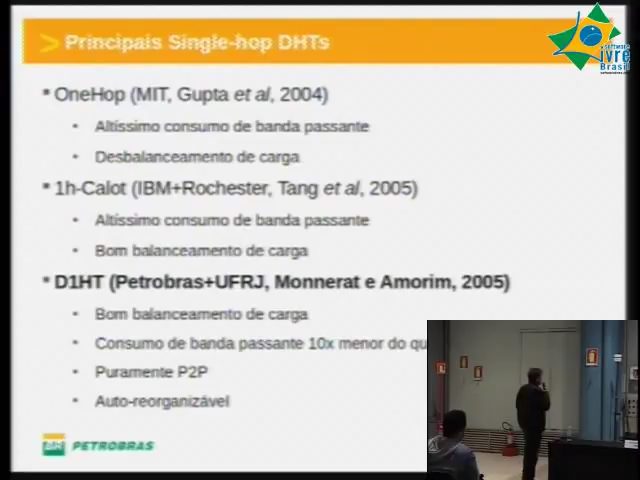 > Principais Single-hop DHTs
software
livre
Brasil
▪ OneHop (MIT, Gupta et al, 2004)
• Altíssimo consumo de banda passante
• Desbalanceamento de carga
▪ 1h-Calot (IBM+Rochester, Tang et al, 2005)
• Altíssimo consumo de banda passante
• Bom balanceamento de carga
▪ D1HT (Petrobras+UFRJ, Monnerat e Amorim, 2005)
• Bom balanceamento de carga
• Consumo de banda passante 10x menor do qu
• Puramente P2P
• Auto-reorganizável
BR PETROBRAS